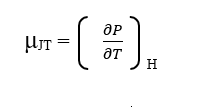 μJT = ( ∂P / ∂T )H